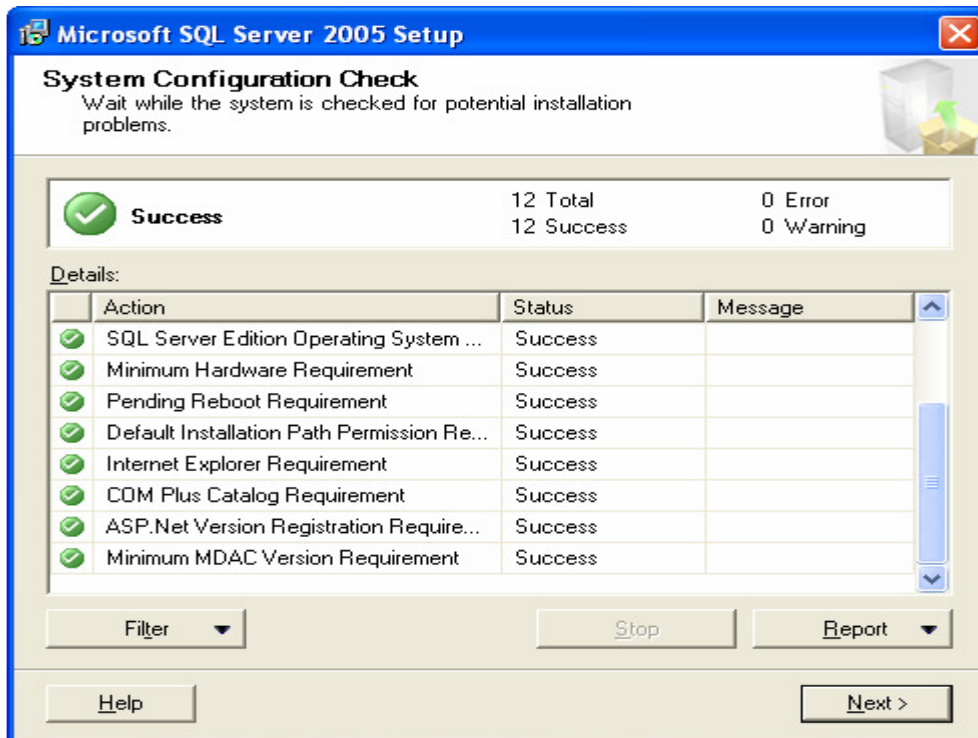 Microsoft SQL Server 2005 Setup
System Configuration Check
Wait while the system is checked for potential installation
problems.
Success
12 Total
0 Error
12 Success
0 Warning
Details:
Action Status Message
SQL Server Edition Operating System ... Success
Minimum Hardware Requirement Success
Pending Reboot Requirement Success
Default Installation Path Permission Re... Success
Internet Explorer Requirement Success
COM Plus Catalog Requirement Success
ASP.Net Version Registration Require... Success
Minimum MDAC Version Requirement Success
Filter Stop Report
Help Next >